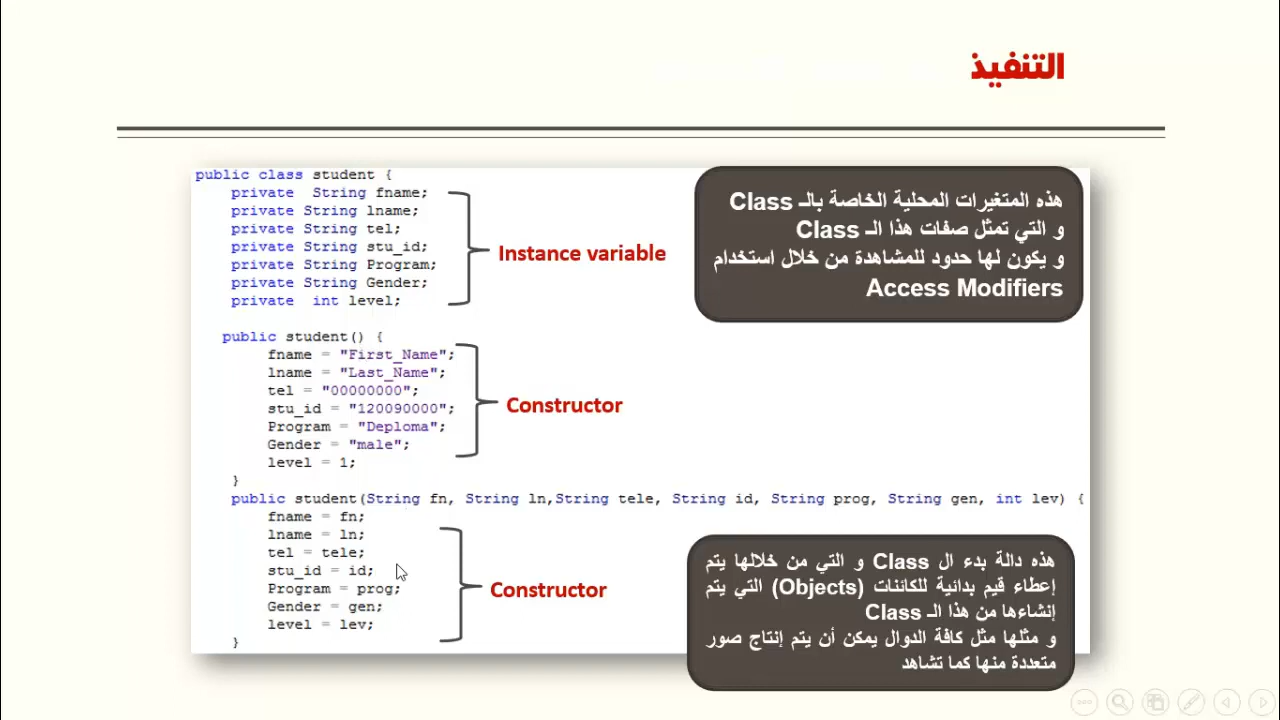 التنفيذ
public class student {
private  String fname;
private String lname;
private String tel;
private String stu_id;
private String Program;
private String Gender;
private  int level;
Instance variable
هذه المتغيرات المحلية الخاصة بالـ Class
و التي تمثل صفات هذا الـ Class
و يكون لها حدود للمشاهدة من خلال استخدام
Access Modifiers
public student() {
fname = "First_Name";
lname = "Last_Name";
tel = "00000000";
stu_id = "120090000";
Program = "Deploma";
Gender = "male";
level = 1;
}
Constructor
public student(String fn, String ln,String tele, String id, String prog, String gen, int lev) {
fname = fn;
lname = ln;
tel = tele;
stu_id = id;
Program = prog;
Gender = gen;
level = lev;
}
Constructor
هذه دالة بدء ال Class و التي من خلالها يتم
إعطاء قيم بدائية للكائنات (Objects) التي يتم
إنشاءها من هذا الـ Class
و مثلها مثل كافة الدوال يمكن أن يتم إنتاج صور
متعددة منها كما تشاهد